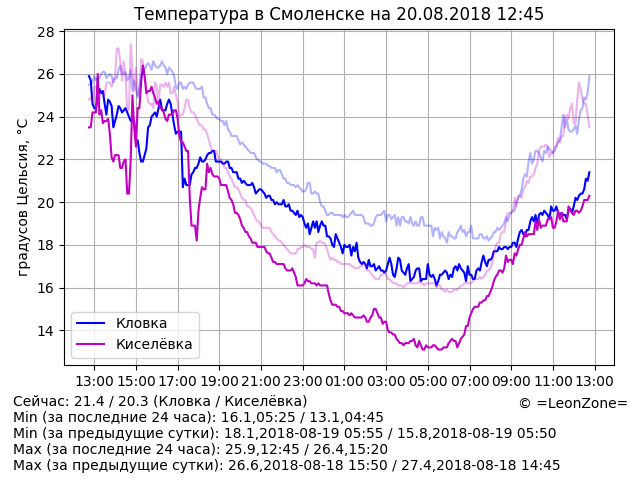 Температура в Смоленске на 20.08.2018 12:45
градусов Цельсия, °C
28
26
24
22
20
18
16
14
Кловка
Киселёвка
13:00 15:00 17:00 19:00 21:00 23:00 01:00 03:00 05:00 07:00 09:00 11:00 13:00
Сейчас: 21.4 / 20.3 (Кловка / Киселёвка)
© =LeonZone=
Min (за последние 24 часа): 16.1,05:25 / 13.1,04:45
Min (за предыдущие сутки): 18.1,2018-08-19 05:55 / 15.8,2018-08-19 05:50
Max (за последние 24 часа): 25.9,12:45 / 26.4,15:20
Max (за предыдущие сутки): 26.6,2018-08-18 15:50 / 27.4,2018-08-18 14:45